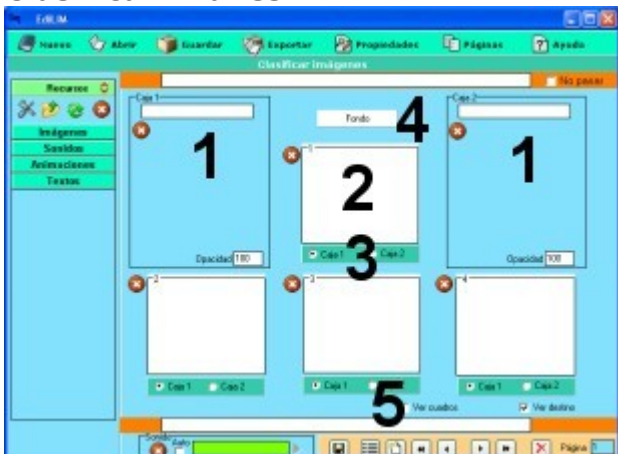 EdiLIM
Nuevo Abrir Guardar Exportar Propiedades Páginas Ayuda
Clasificar Imágenes
Recursos
No pasar
Imágenes
Sonidos
Animaciones
Textos
Caja 1
Caja 2
Fondo
4
1
1
1
2
Caja 1 Caja 2
3
Opacidad 100
Opacidad 100
2
3
4
Caja 1 Caja 2
Caja 1
Caja 1 Caja 2
5
Ver cuadros
Ver destino
Sonido
Auto
Página 1